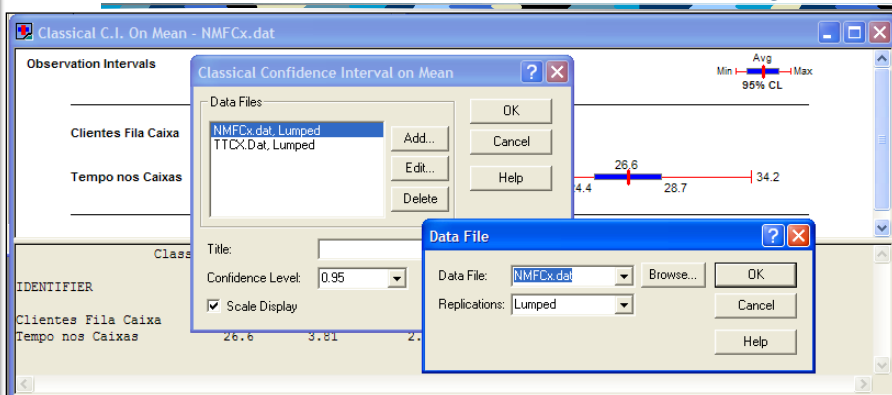 Classical C.I. On Mean - NMFCx.dat
Observation Intervals
Avg
Min Max
95% CL
Clientes Fila Caixa
Tempo nos Caixas
26.6
28.7
34.2
Classical Confidence Interval on Mean
Data Files
NMFCx.dat, Lumped
TTCX.Dat, Lumped
Add...
Edit...
Delete
OK
Cancel
Help
Title:
Confidence Level: 0.95
Scale Display
Data File
Data File: NMFCx.dat Browse... OK
Replications: Lumped Cancel
Help
IDENTIFIER
Clientes Fila Caixa
Tempo nos Caixas 26.6 3.81